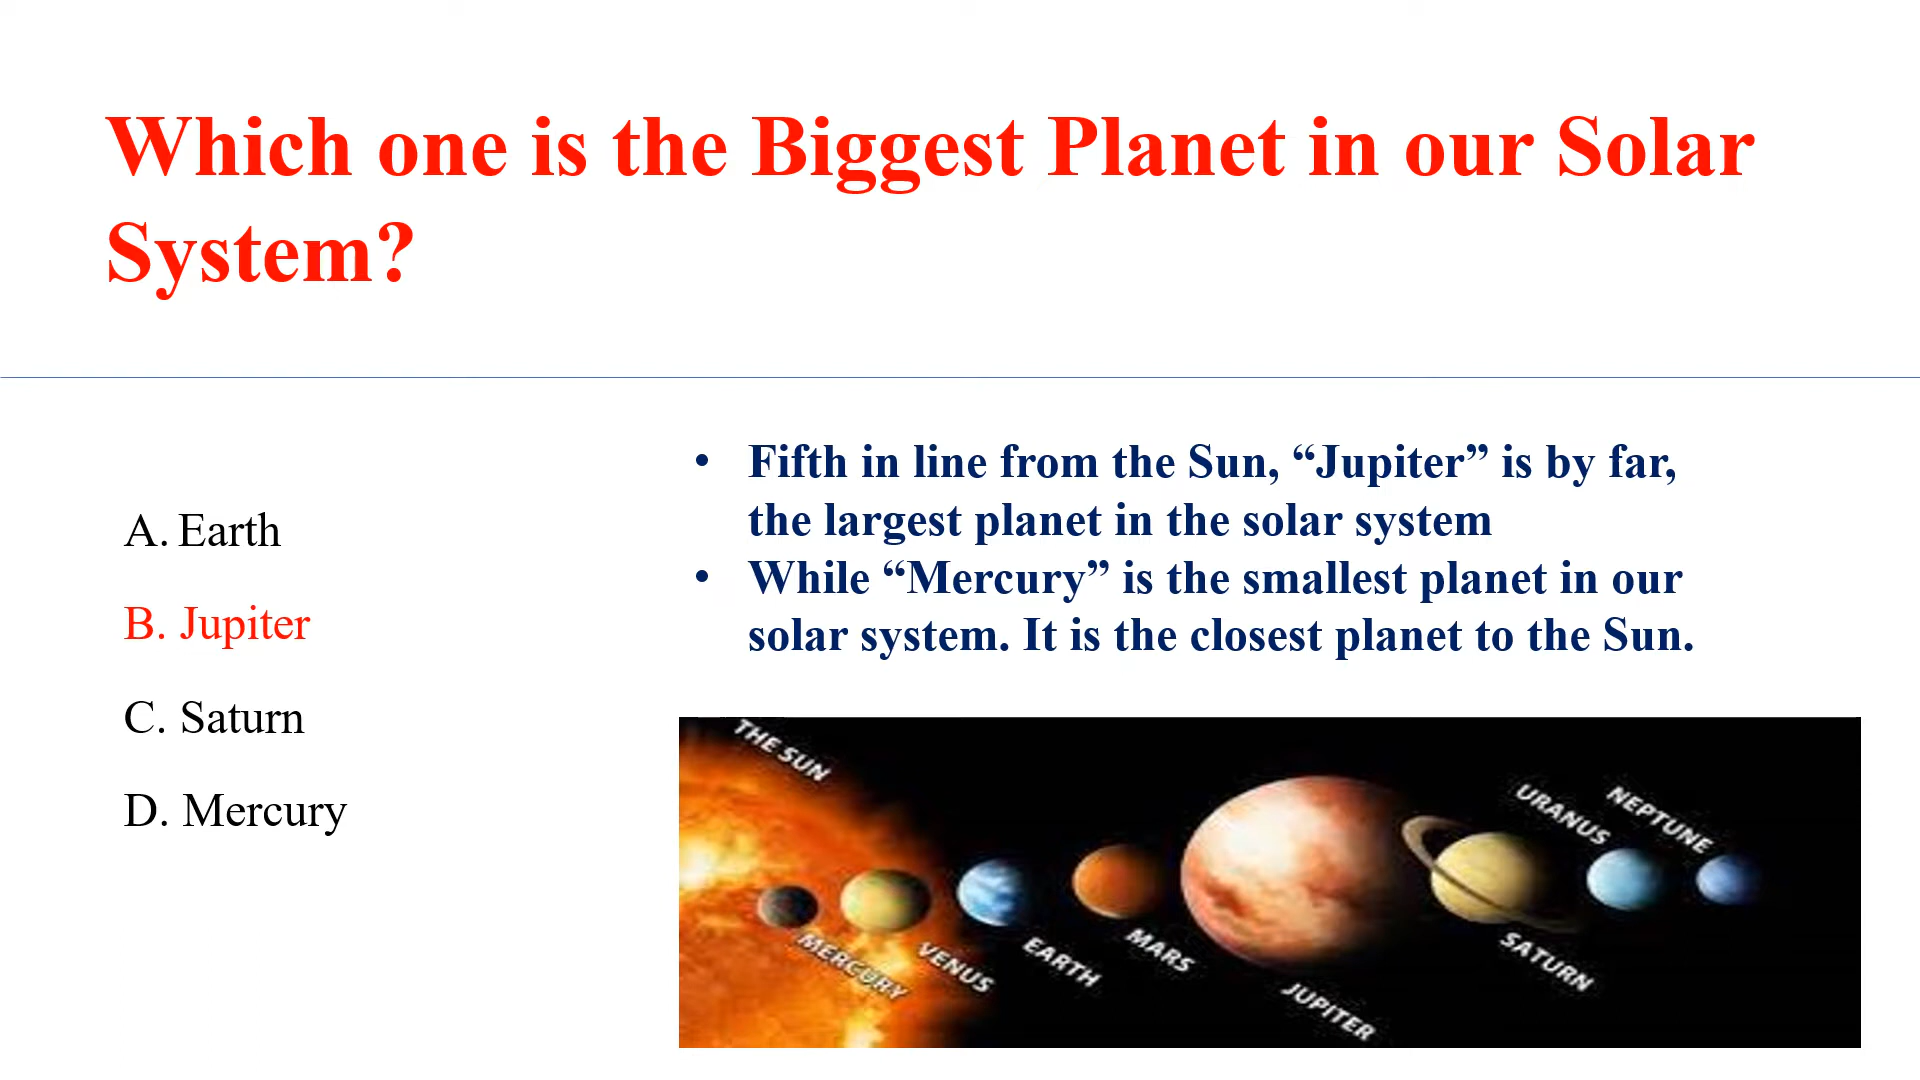 Which one is the Biggest Planet in our Solar
System?
A. Earth
B. Jupiter
C. Saturn
D. Mercury
• Fifth in line from the Sun, “Jupiter” is by far,
the largest planet in the solar system
• While “Mercury” is the smallest planet in our
solar system. It is the closest planet to the Sun.
THE SUN
MERCURY
VENUS
EARTH
MARS
JUPITER
SATURN
URANUS
NEPTUNE